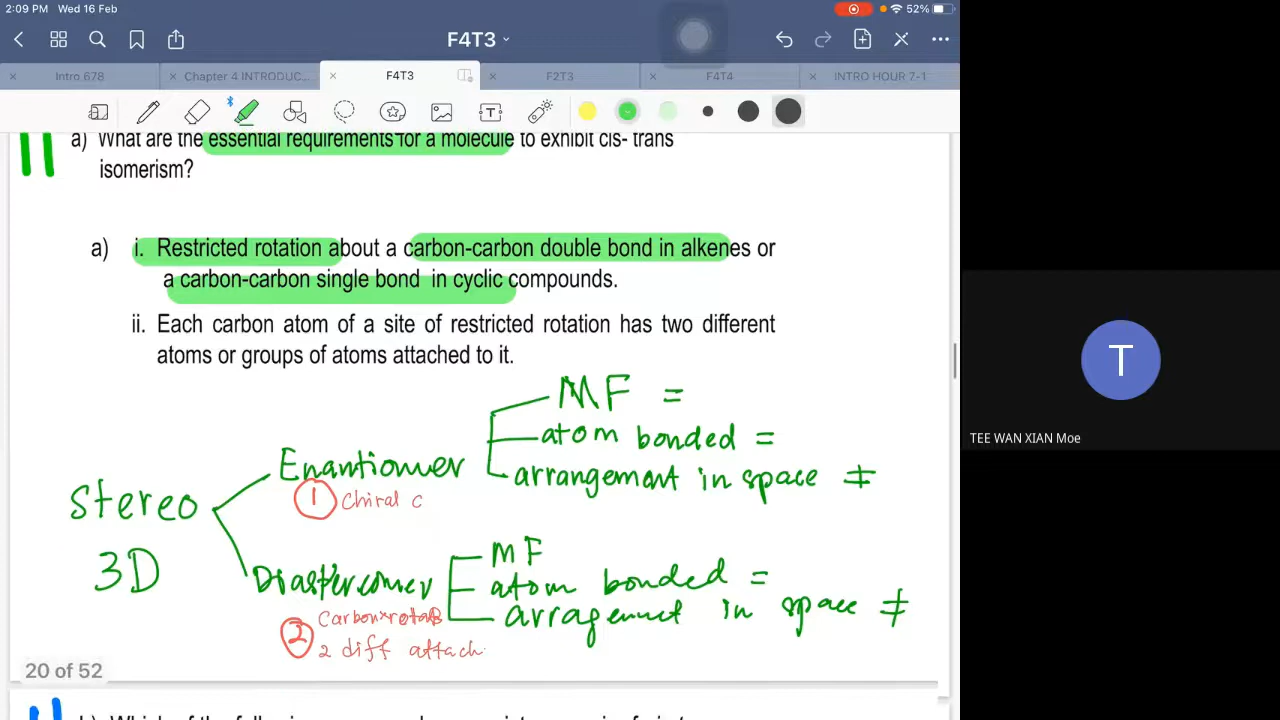 2:09 PM Wed 16 Feb
52%
F4T3
Intro 678
Chapter 4 INTRODUC...
F4T3
F2T3
F4T4
INTRO HOUR 7-1
a) What are the essential requirements for a molecule to exhibit cis- trans
isomerism?
a) i. Restricted rotation about a carbon-carbon double bond in alkenes or
a carbon-carbon single bond in cyclic compounds.
ii. Each carbon atom of a site of restricted rotation has two different
atoms or groups of atoms attached to it.
MF =
atom bonded =
Enantiomer
arrangement in space ≠
1 Chiral C
Stereo
3D
MF
Diastereomer
atom bonded =
arragement in space ≠
2 diff attach
20 of 52
T
TEE WAN XIAN Moe